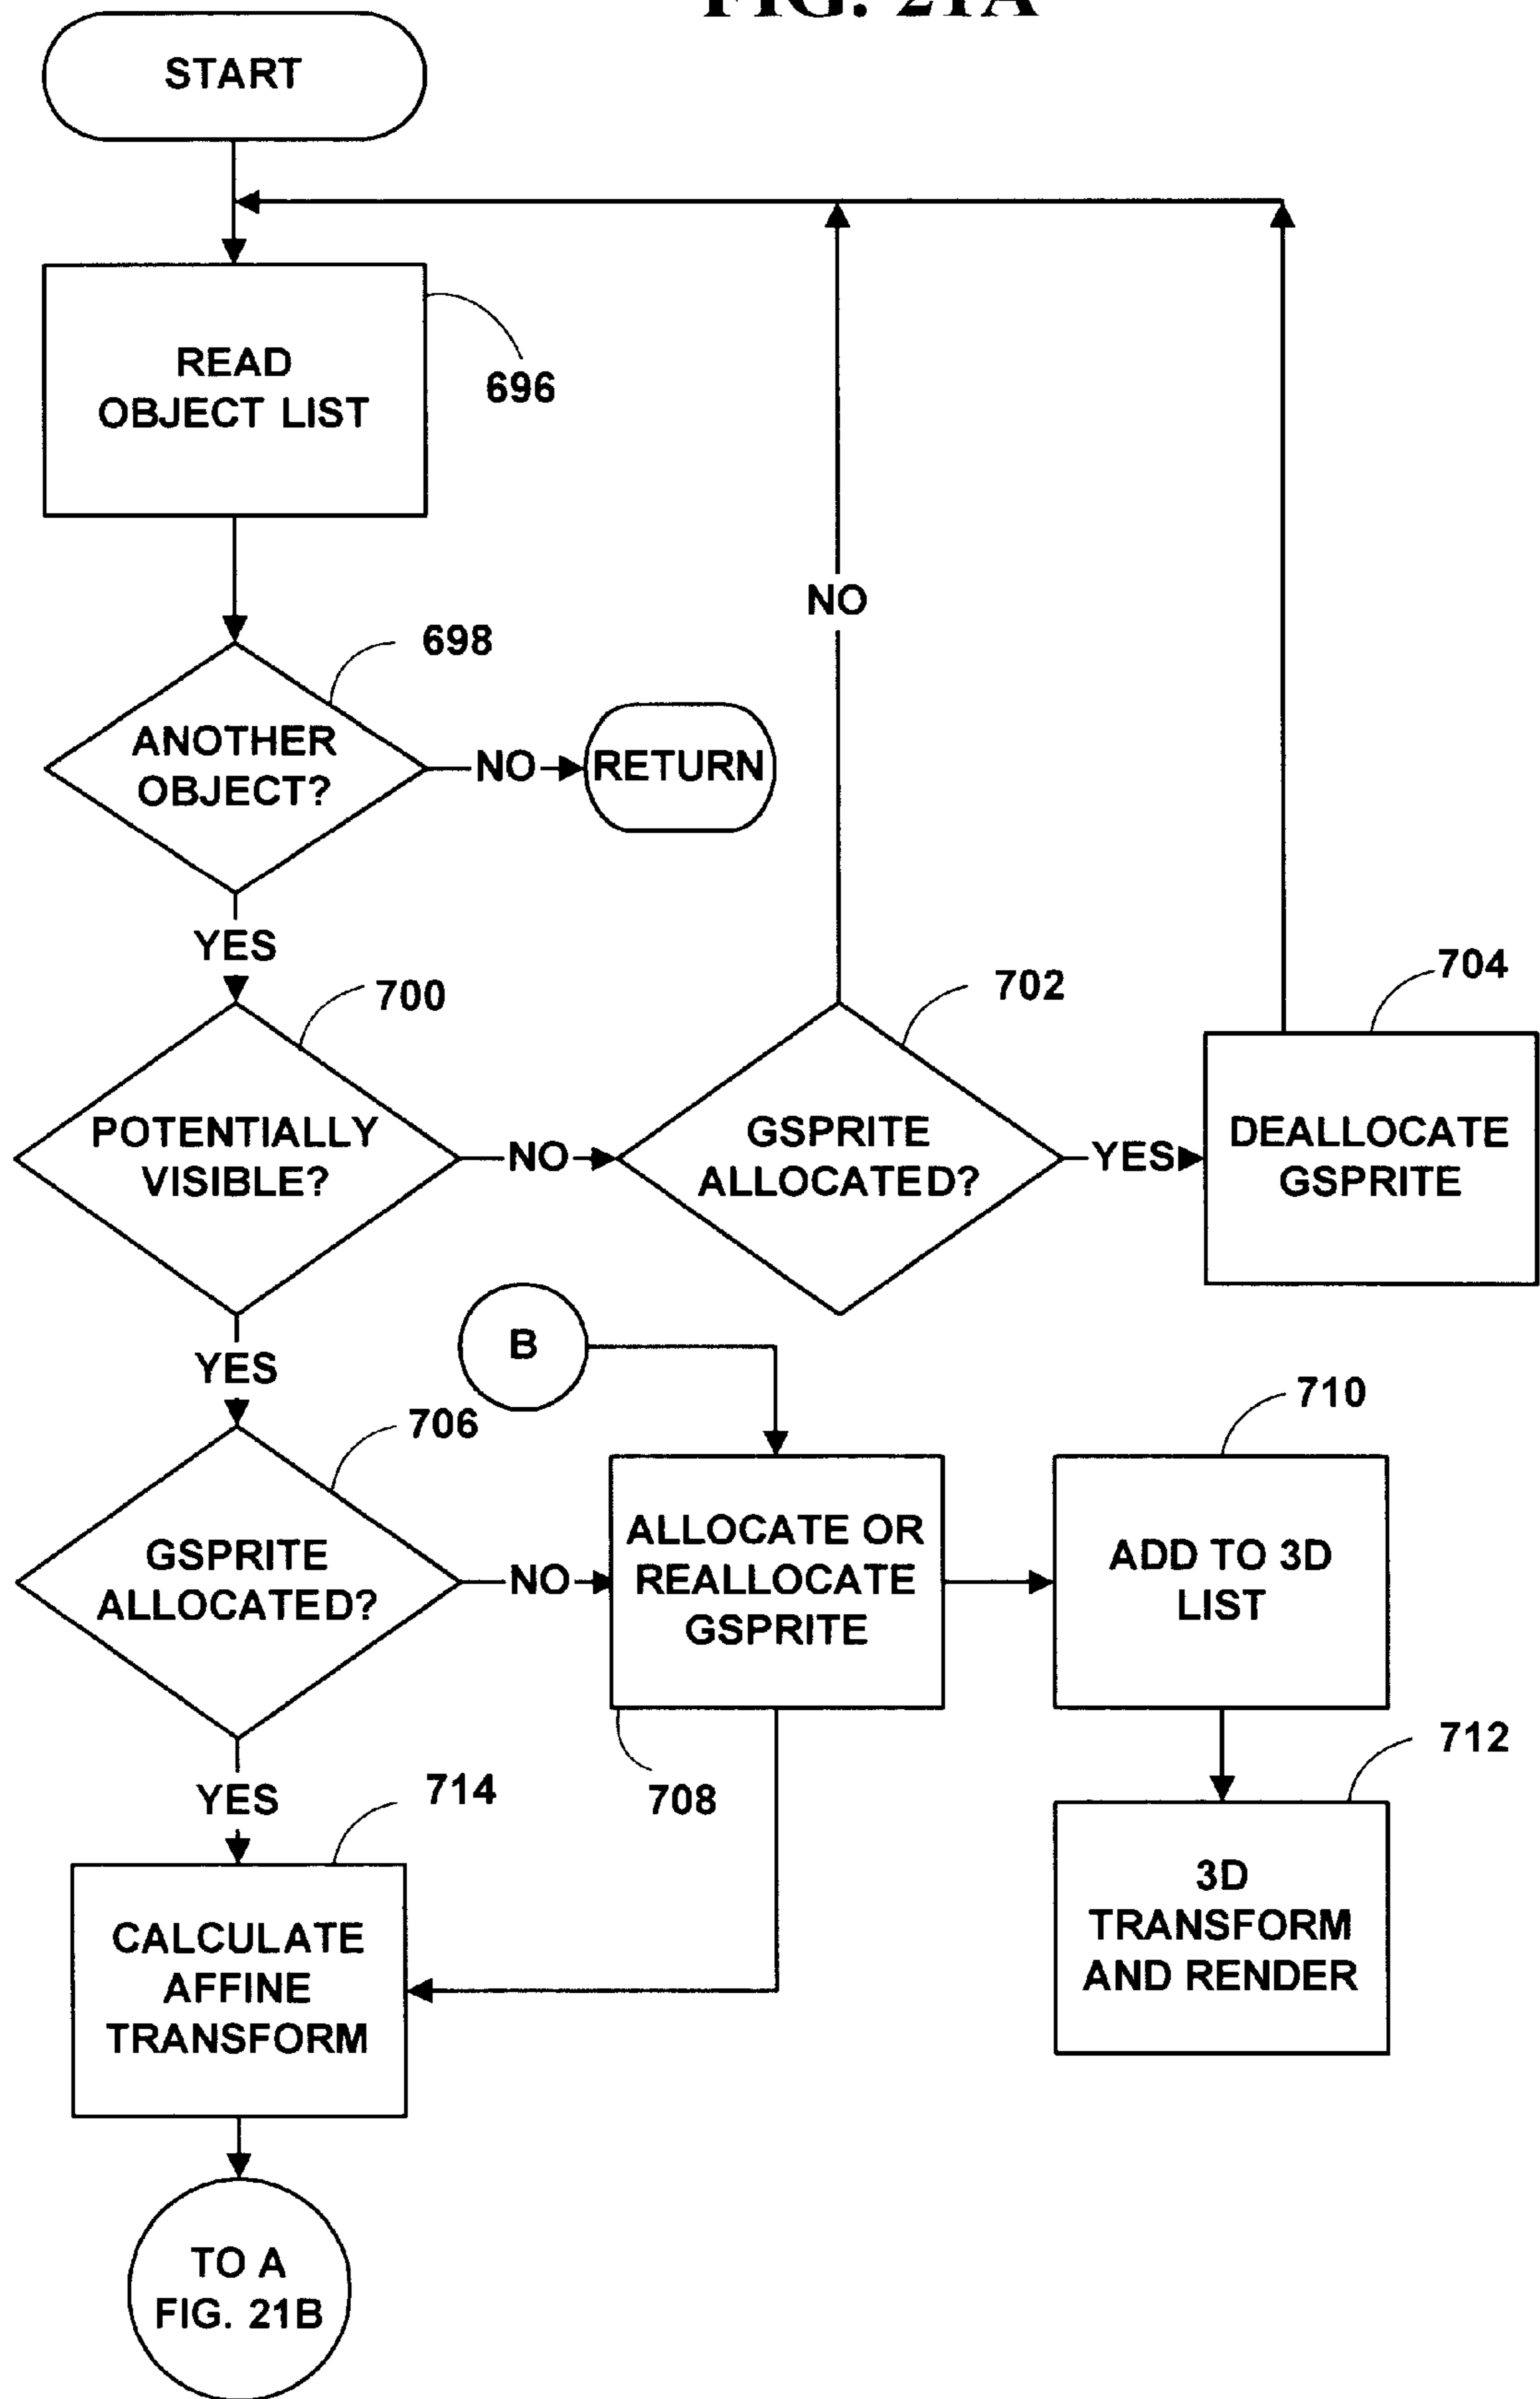 FIG. 21A
START
READ
OBJECT LIST
696
698
ANOTHER
OBJECT?
NO
RETURN
NO
YES
700
702
704
POTENTIALLY
VISIBLE?
NO
GSPRITE
ALLOCATED?
YES
DEALLOCATE
GSPRITE
B
YES
706
710
GSPRITE
ALLOCATED?
NO
ALLOCATE OR
REALLOCATE
GSPRITE
ADD TO 3D
LIST
708
712
YES
714
CALCULATE
AFFINE
TRANSFORM
3D
TRANSFORM
AND RENDER
TO A
FIG. 21B